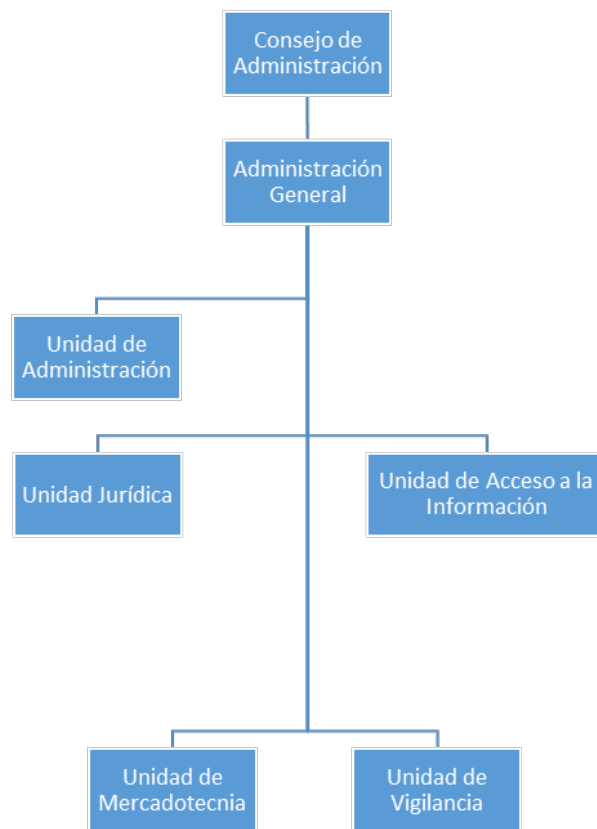 Consejo de
Administración
Administración
General
Unidad de
Administración
Unidad Jurídica
Unidad de Acceso a la
Información
Unidad de
Mercadotecnia
Unidad de
Vigilancia